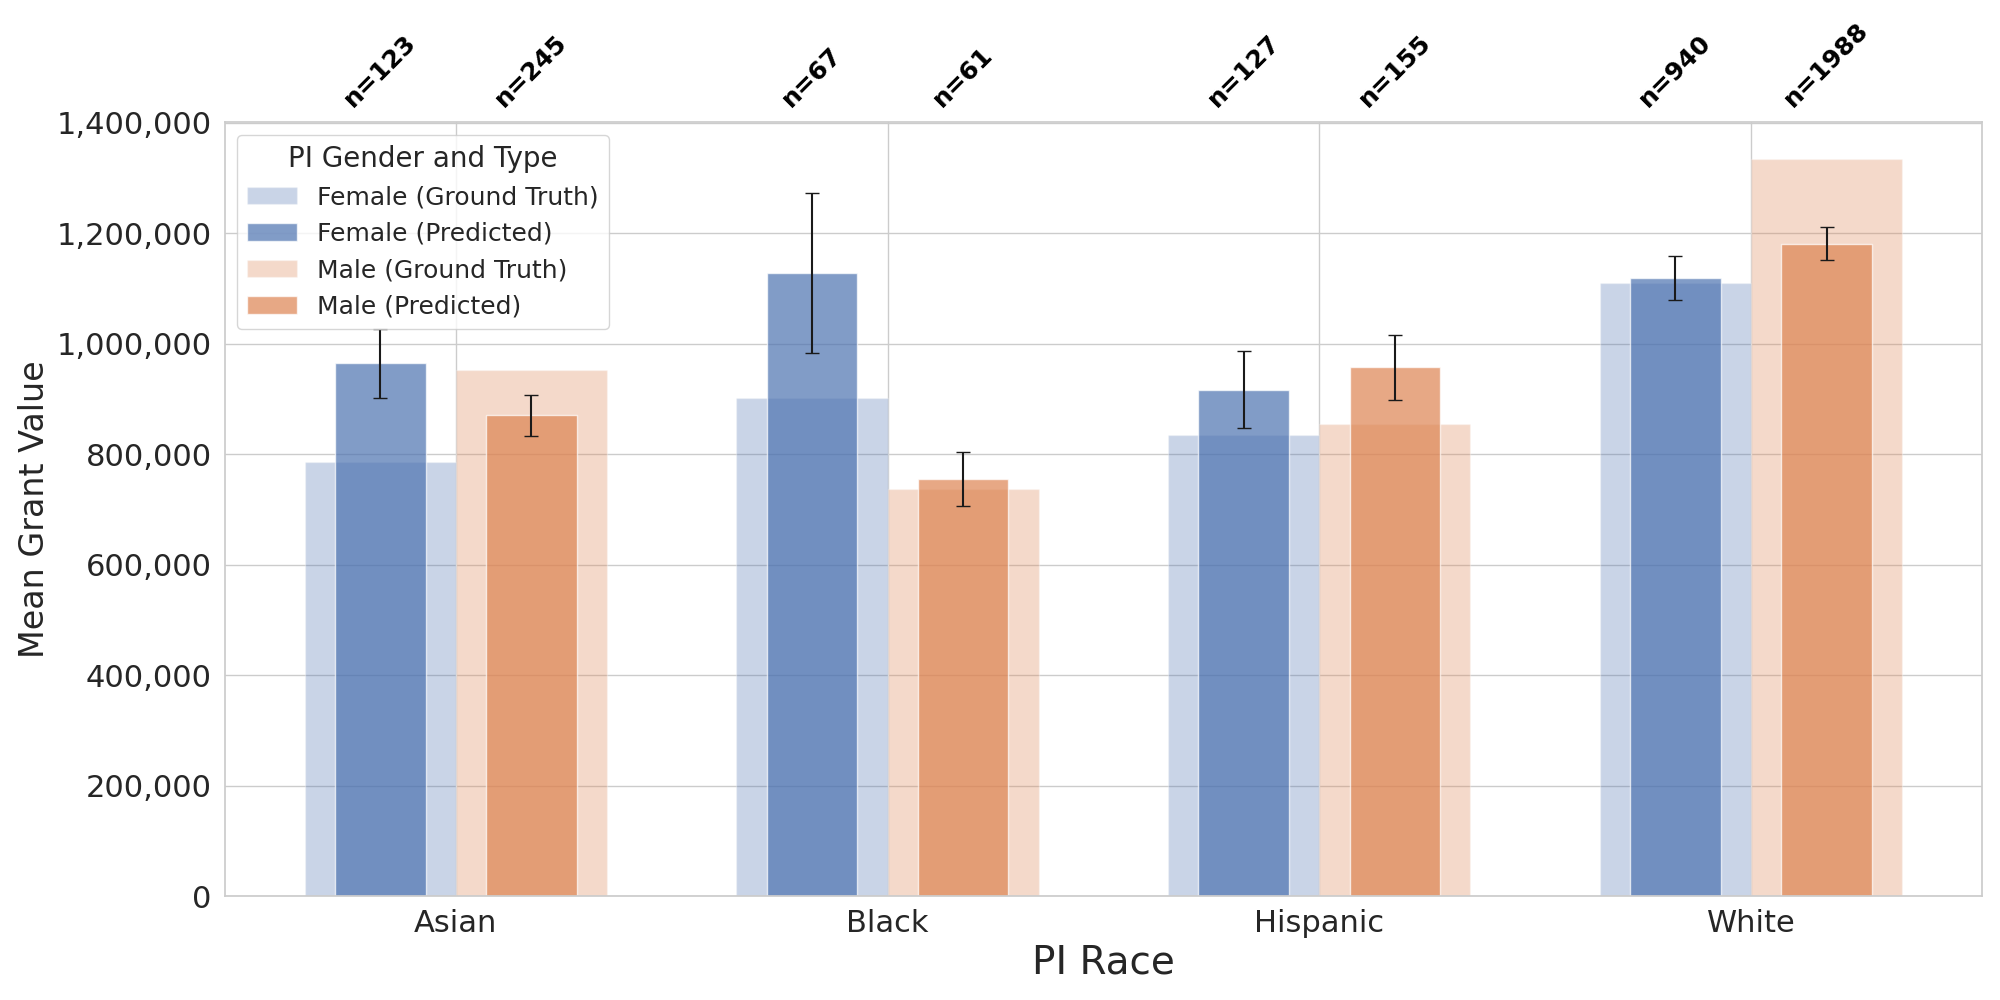 n=123
n=245
n=67
n=61
n=127
n=155
n=940
n=1988
1,400,000
1,200,000
1,000,000
800,000
600,000
400,000
200,000
0
Mean Grant Value
PI Gender and Type
Female (Ground Truth)
Female (Predicted)
Male (Ground Truth)
Male (Predicted)
Asian
Black
Hispanic
White
PI Race